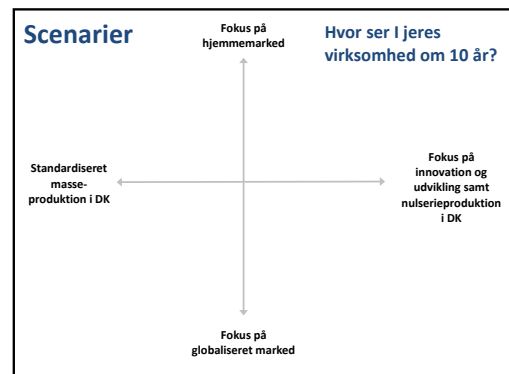 Scenarier
Hvor ser I jeres
virksomhed om 10 år?
Fokus på
hjemmemarked
Standardiseret
masse-
produktion i DK
Fokus på
innovation og
udvikling samt
nulserieproduktion
i DK
Fokus på
globaliseret marked